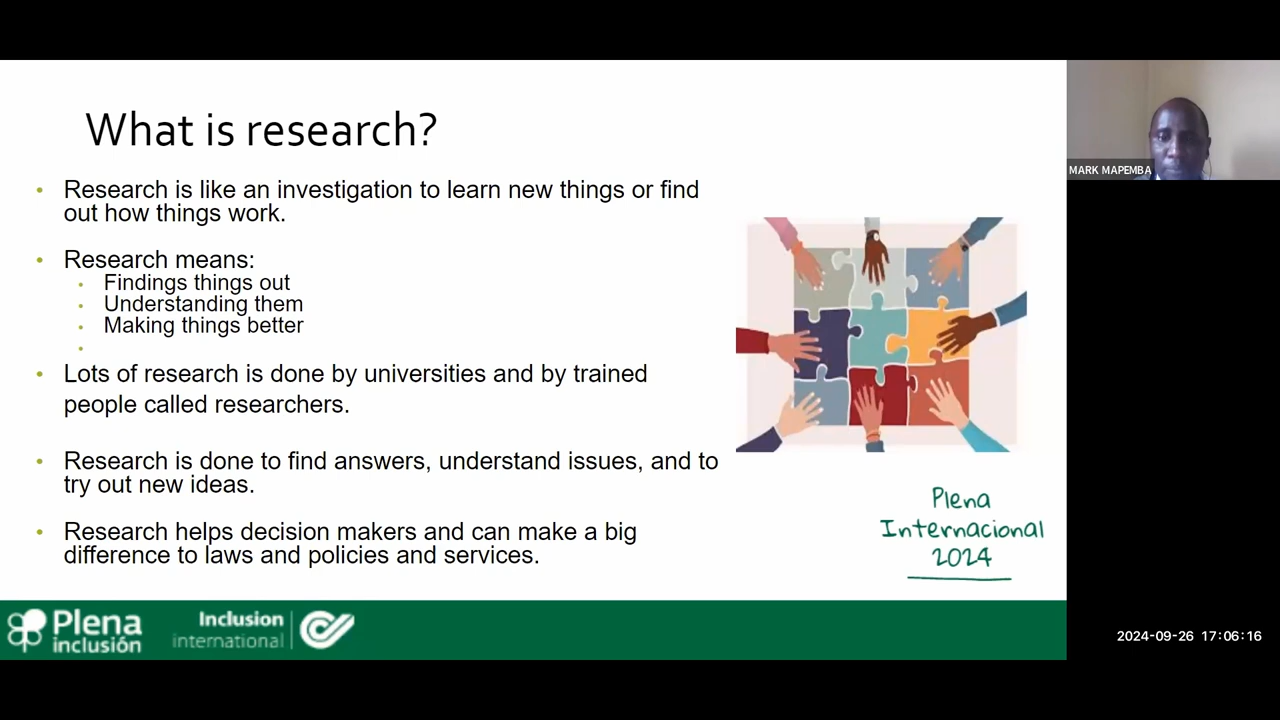 What is research?
Research is like an investigation to learn new things or find
out how things work.
Research means:
Findings things out
Understanding them
Making things better
Lots of research is done by universities and by trained
people called researchers.
Research is done to find answers, understand issues, and to
try out new ideas.
Research helps decision makers and can make a big
difference to laws and policies and services.
Plena
Internacional
2024
Plena
inclusión
Inclusion
international
MARK MAPEMBA
2024-09-26 17:06:16